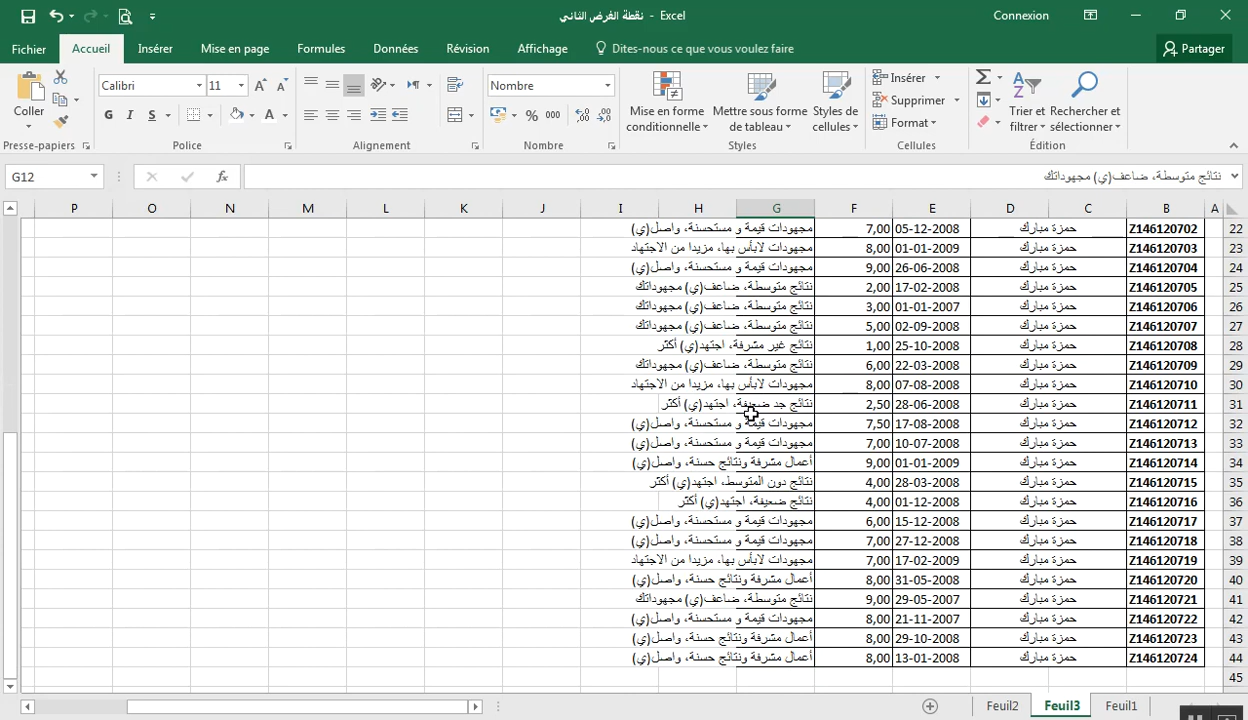 نقطة الغرض الثاني - Excel
Connexion
Fichier Accueil Insérer Mise en page Formules Données Révision Affichage Dites-nous ce que vous voulez faire Partager
Coller
Presse-papiers
Calibri 11
G I S
Police
Alignement
Nombre
% 000
Nombre
Mise en forme conditionnelle
Mettre sous forme de tableau
Styles de cellules
Styles
Insérer
Supprimer
Format
Cellules
Trier et filtrer
Rechercher et sélectionner
Édition
G12
fx
نتائج متوسطة، ضاعف(ي) مجهوداتك
P O N M L K J I H G F E D C B A
22 Z146120702 حمزة مبارك 05-12-2008 7,00 مجهودات قيمة و مستحسنة، واصل(ي)
23 Z146120703 حمزة مبارك 01-01-2009 8,00 مجهودات لابأس بها، مزيدا من الاجتهاد
24 Z146120704 حمزة مبارك 26-06-2008 9,00 مجهودات قيمة و مستحسنة، واصل(ي)
25 Z146120705 حمزة مبارك 17-02-2008 2,00 نتائج متوسطة، ضاعف(ي) مجهوداتك
26 Z146120706 حمزة مبارك 01-01-2007 3,00 نتائج متوسطة، ضاعف(ي) مجهوداتك
27 Z146120707 حمزة مبارك 02-09-2008 5,00 نتائج متوسطة، ضاعف(ي) مجهوداتك
28 Z146120708 حمزة مبارك 25-10-2008 1,00 نتائج غير مشرفة، اجتهد(ي) أكثر
29 Z146120709 حمزة مبارك 22-03-2008 6,00 نتائج متوسطة، ضاعف(ي) مجهوداتك
30 Z146120710 حمزة مبارك 07-08-2008 8,00 مجهودات لابأس بها، مزيدا من الاجتهاد
31 Z146120711 حمزة مبارك 28-06-2008 2,50 نتائج جد ضعيفة، اجتهد(ي) أكثر
32 Z146120712 حمزة مبارك 17-08-2008 7,50 مجهودات قيمة و مستحسنة، واصل(ي)
33 Z146120713 حمزة مبارك 10-07-2008 7,00 مجهودات قيمة و مستحسنة، واصل(ي)
34 Z146120714 حمزة مبارك 01-01-2009 9,00 أعمال مشرفة ونتائج حسنة، واصل(ي)
35 Z146120715 حمزة مبارك 28-03-2008 4,00 نتائج دون المتوسط، اجتهد(ي) أكثر
36 Z146120716 حمزة مبارك 01-12-2008 4,00 نتائج ضعيفة، اجتهد(ي) أكثر
37 Z146120717 حمزة مبارك 15-12-2008 6,00 مجهودات قيمة و مستحسنة، واصل(ي)
38 Z146120718 حمزة مبارك 27-12-2008 7,00 مجهودات قيمة و مستحسنة، واصل(ي)
39 Z146120719 حمزة مبارك 17-02-2009 7,00 مجهودات لابأس بها، مزيدا من الاجتهاد
40 Z146120720 حمزة مبارك 31-05-2008 8,00 أعمال مشرفة ونتائج حسنة، واصل(ي)
41 Z146120721 حمزة مبارك 29-05-2007 9,00 نتائج متوسطة، ضاعف(ي) مجهوداتك
42 Z146120722 حمزة مبارك 21-11-2007 8,00 مجهودات قيمة و مستحسنة، واصل(ي)
43 Z146120723 حمزة مبارك 29-10-2008 8,00 أعمال مشرفة ونتائج حسنة، واصل(ي)
44 Z146120724 حمزة مبارك 13-01-2008 8,00 أعمال مشرفة ونتائج حسنة، واصل(ي)
45
Feuil2 Feuil3 Feuil1